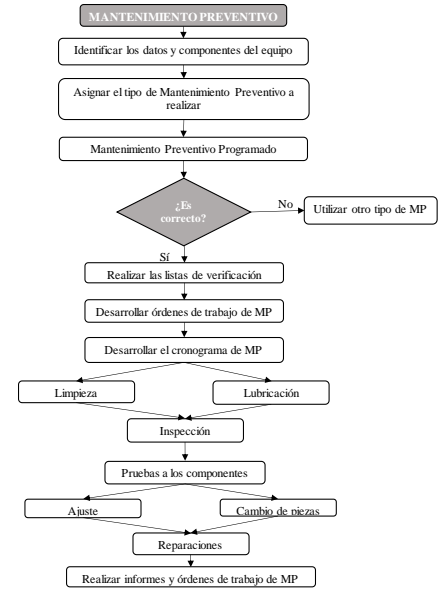 MANTENIMIENTO PREVENTIVO
Identificar los datos y componentes del equipo
Asignar el tipo de Mantenimiento Preventivo a
realizar
Mantenimiento Preventivo Programado
¿Es
correcto?
No
Utilizar otro tipo de MP
Sí
Realizar las listas de verificación
Desarrollar órdenes de trabajo de MP
Desarrollar el cronograma de MP
Limpieza
Lubricación
Inspección
Pruebas a los componentes
Ajuste
Cambio de piezas
Reparaciones
Realizar informes y órdenes de trabajo de MP